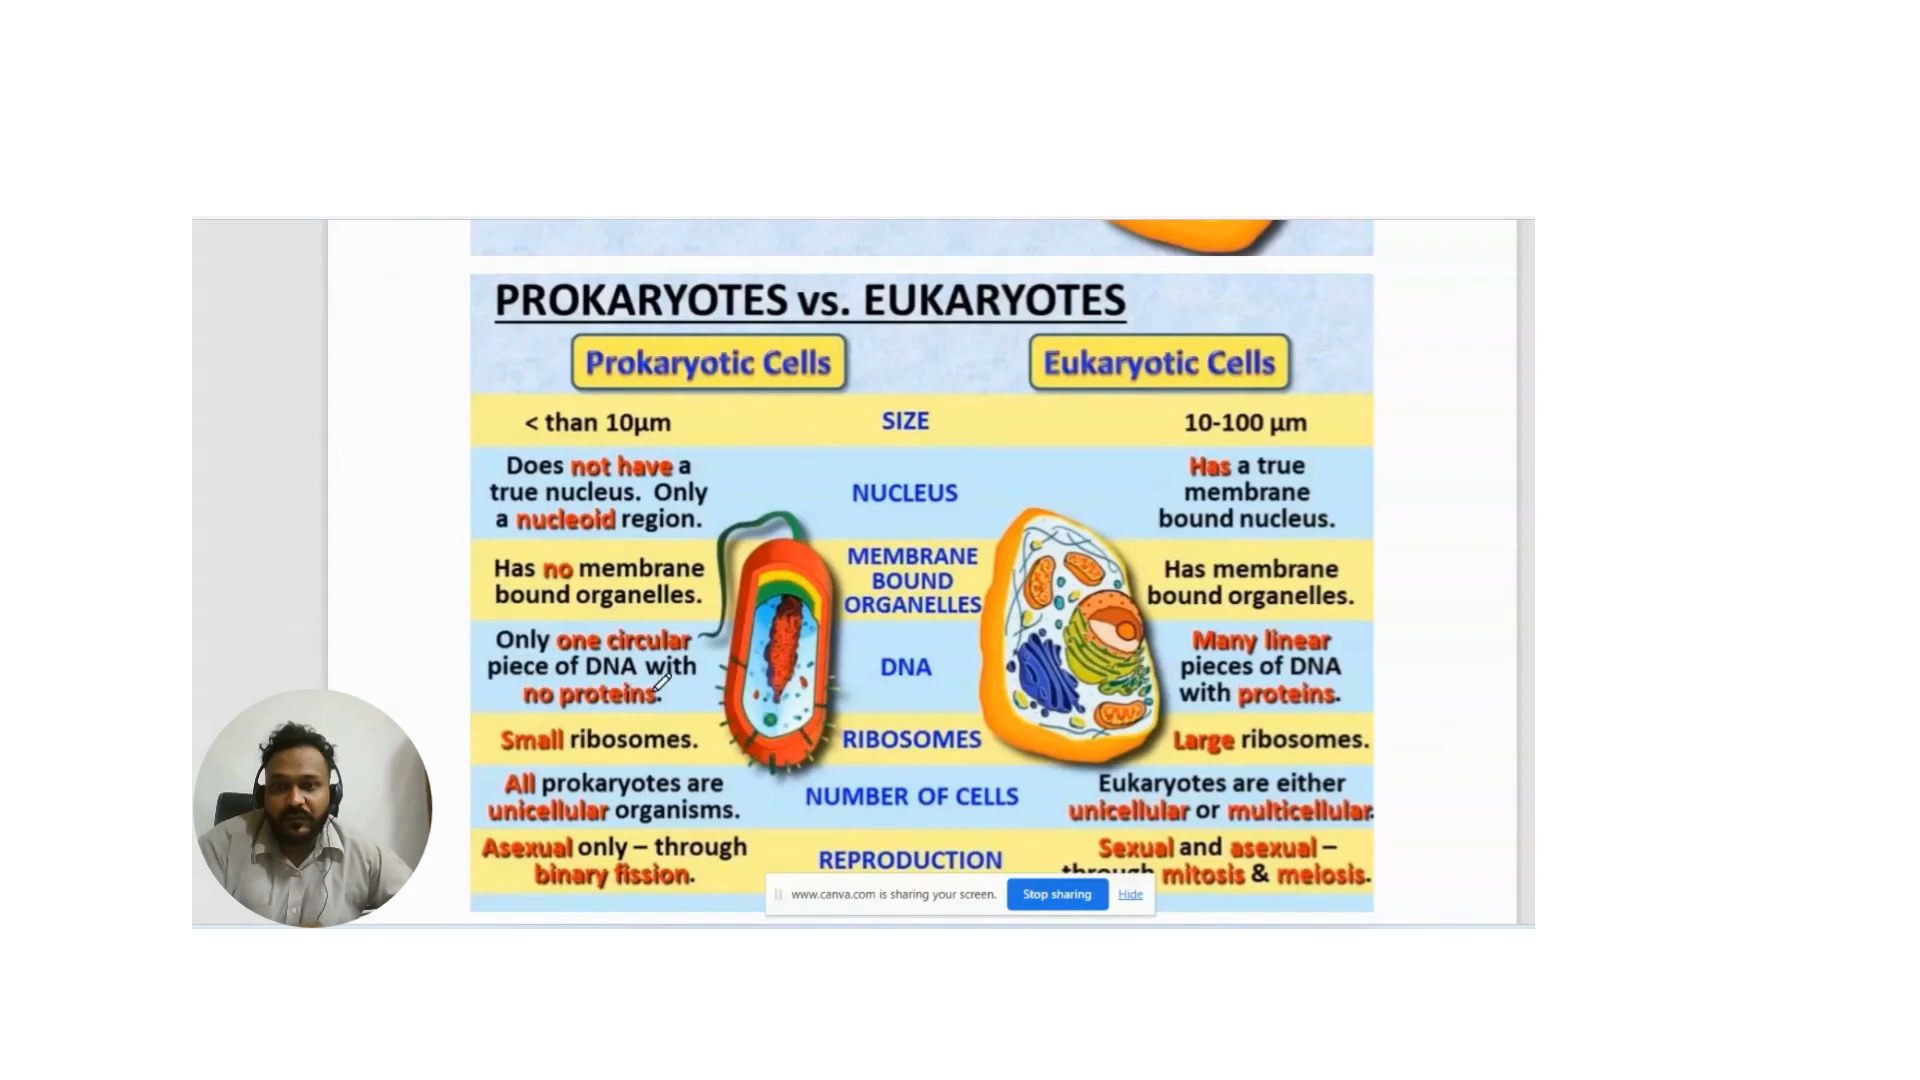 PROKARYOTES vs. EUKARYOTES
Prokaryotic Cells
Eukaryotic Cells
< than 10µm
SIZE
10-100 µm
Does not have a
true nucleus. Only
a nucleoid region.
NUCLEUS
Has a true
membrane
bound nucleus.
Has no membrane
bound organelles.
MEMBRANE
BOUND
ORGANELLES
Has membrane
bound organelles.
Only one circular
piece of DNA with
no proteins.
DNA
Many linear
pieces of DNA
with proteins.
Small ribosomes.
RIBOSOMES
Large ribosomes.
All prokaryotes are
unicellular organisms.
NUMBER OF CELLS
Eukaryotes are either
unicellular or multicellular.
Asexual only – through
binary fission.
REPRODUCTION
Sexual and asexual –
through mitosis & meiosis.
www.canva.com is sharing your screen.
Stop sharing
Hide